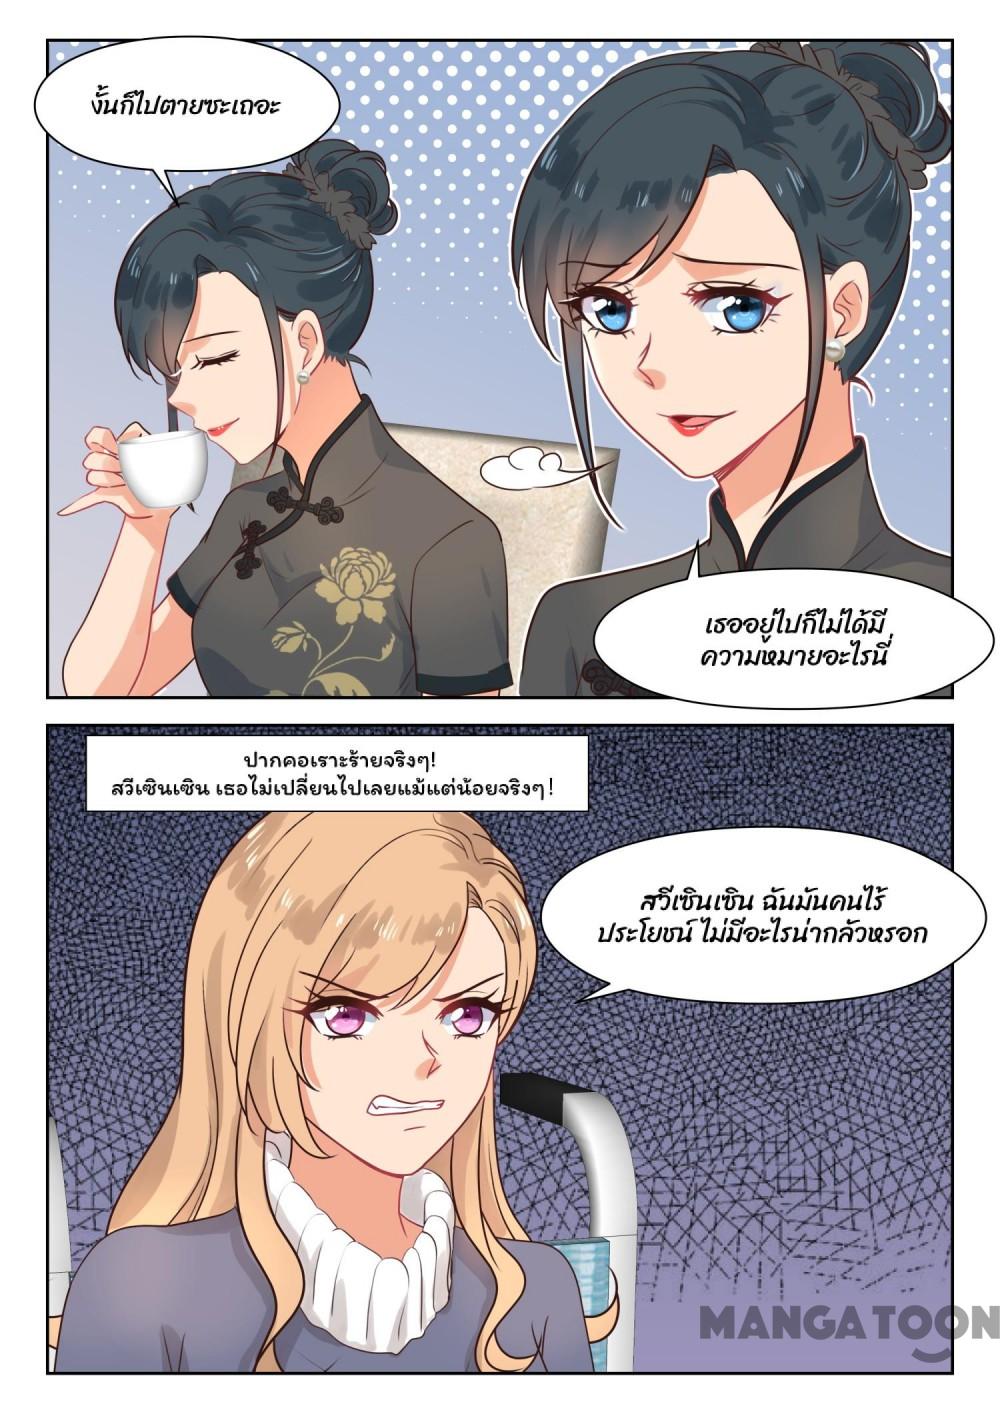 งั้นก็ไปตายซะเถอะ
เธออยู่ไปก็ไม่ได้มี
ความหมายอะไรนี่
ปากคอเราะร้ายจริงๆ!
สวีเซินเซิน เธอไม่เปลี่ยนไปเลยแม้แต่น้อยจริงๆ!
สวีเซินเซิน ฉันมันคนไร้
ประโยชน์ ไม่มีอะไรน่ากลัวหรอก
MANGATOON